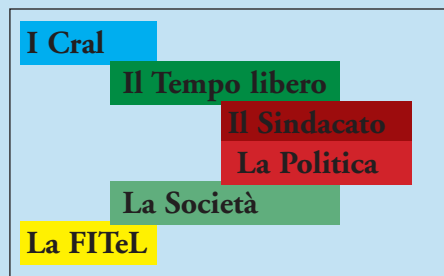 I Cral
Il Tempo libero
Il Sindacato
La Politica
La Società
La FITeL